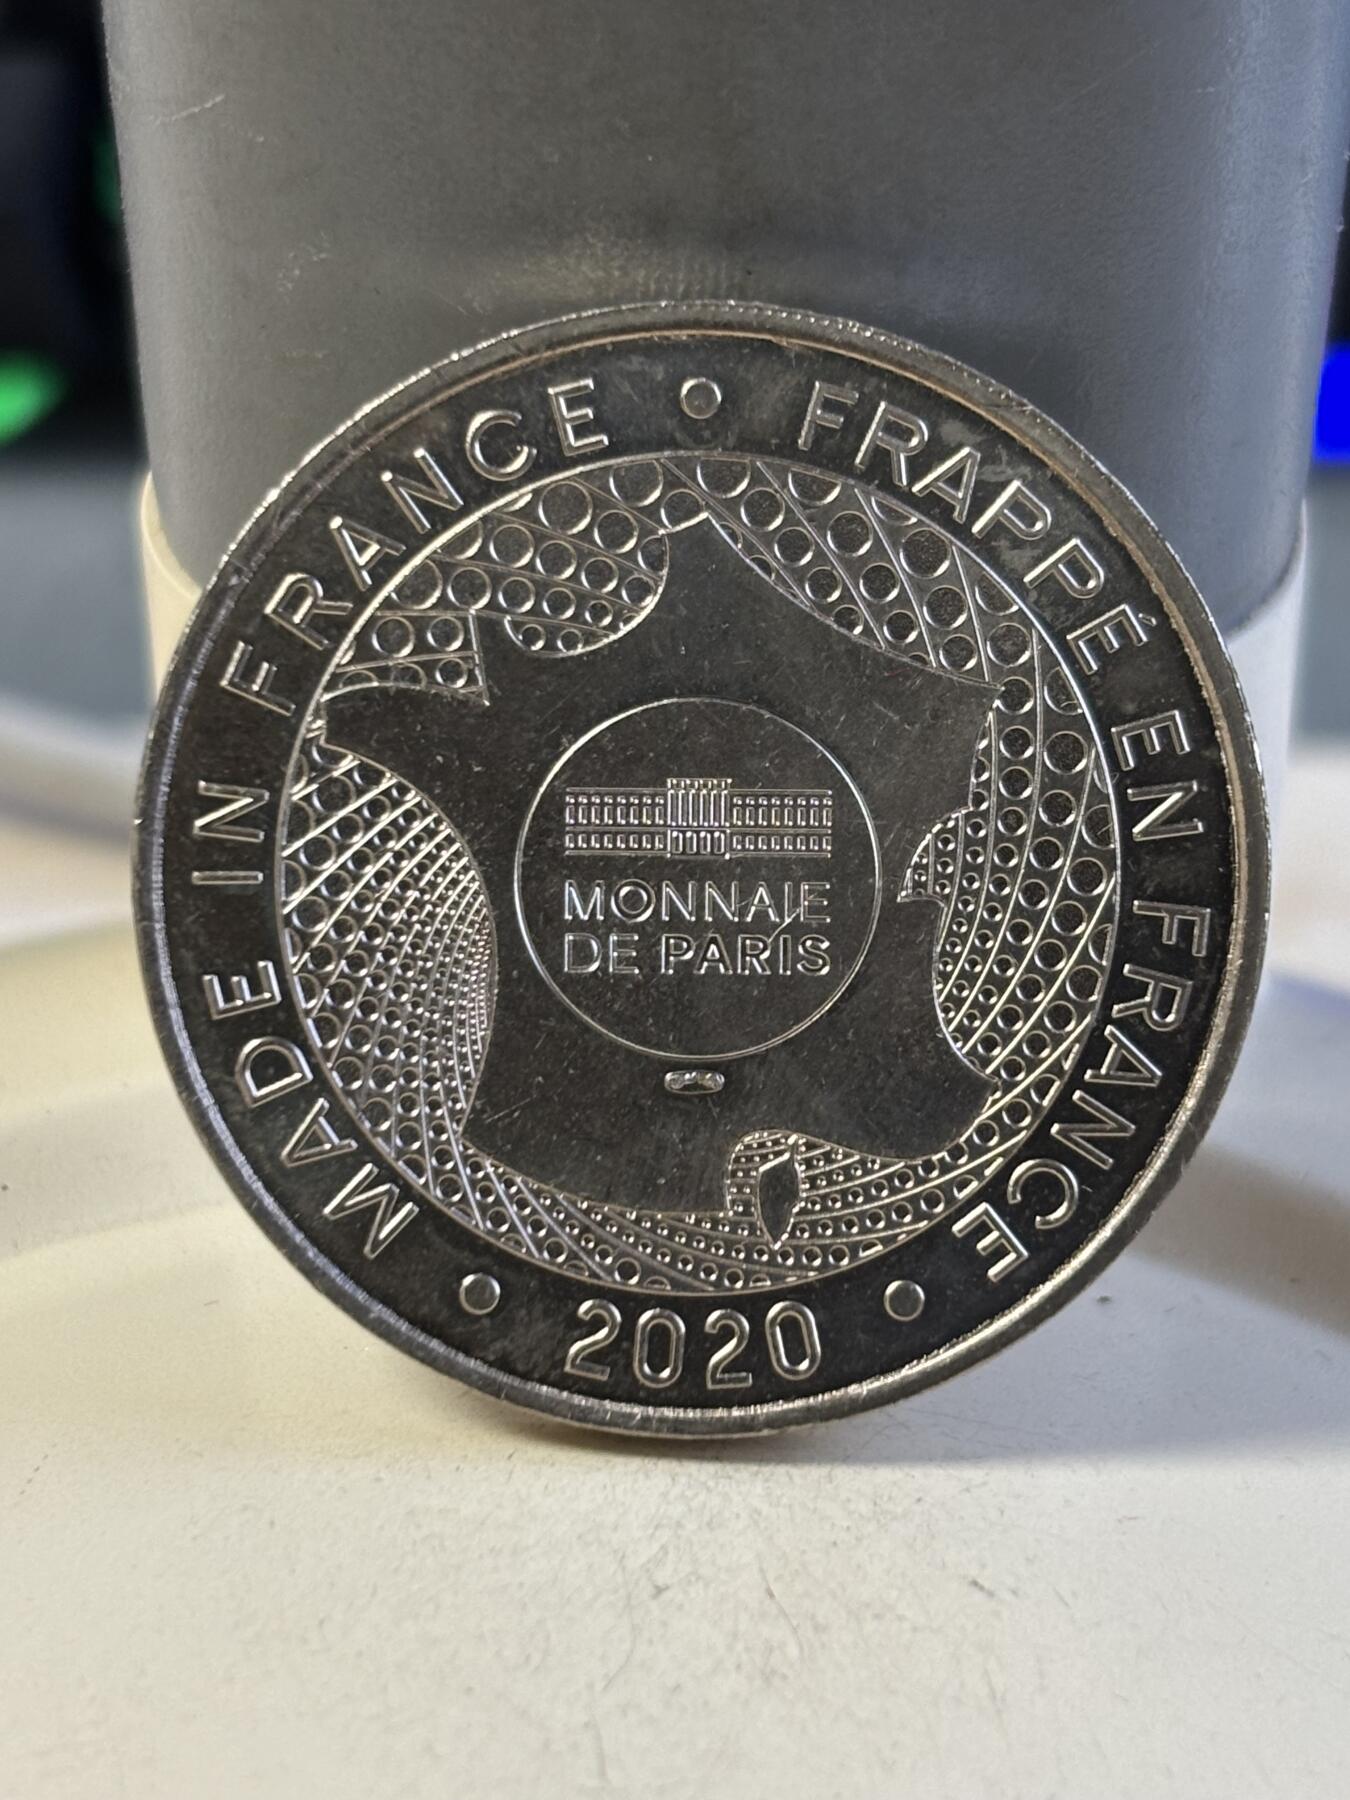 MADE IN FRANCE • FRAPPÉ EN FRANCE • 2020 •
MONNAIE
DE PARIS